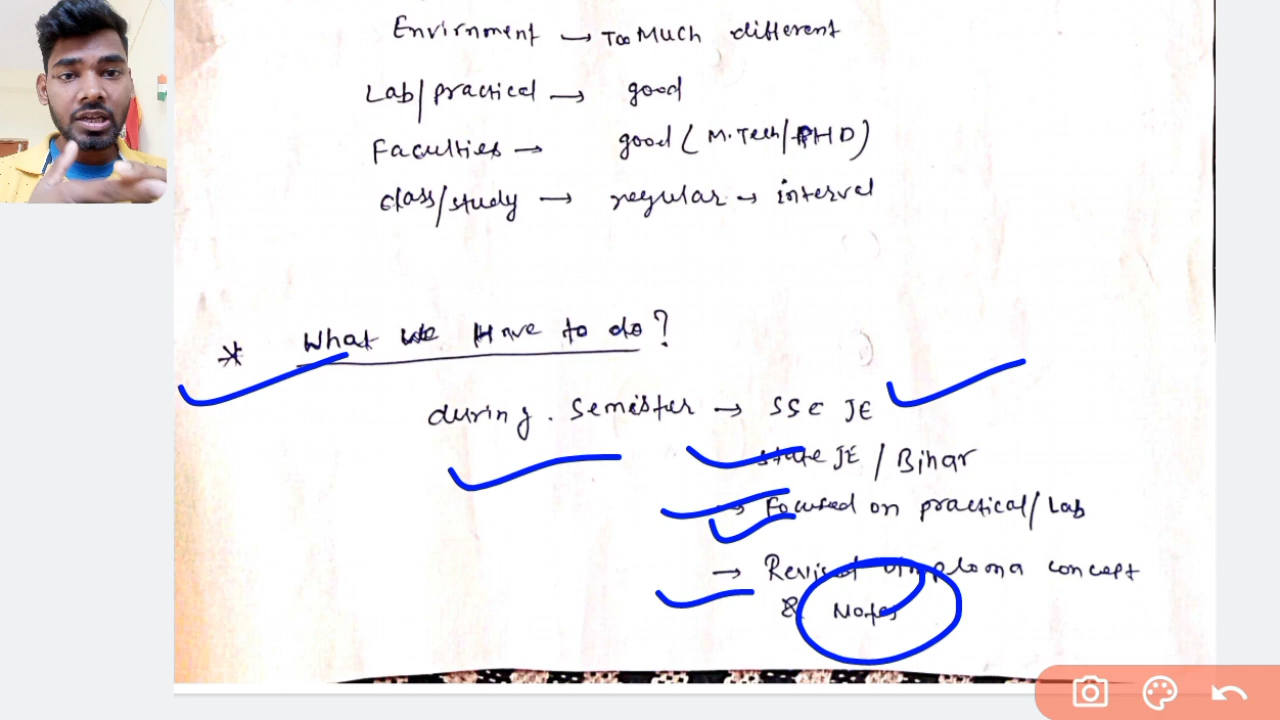 Envirnment → Too Much different
Lab/practical → good
Faculties → good (M.Tech/PHD)
class/study → regular → interval
* What we Have to do?
during. semester → SSC JE
state JE / Bihar
→ Focused on practical/Lab
→ Revised diploma concept
& Notes